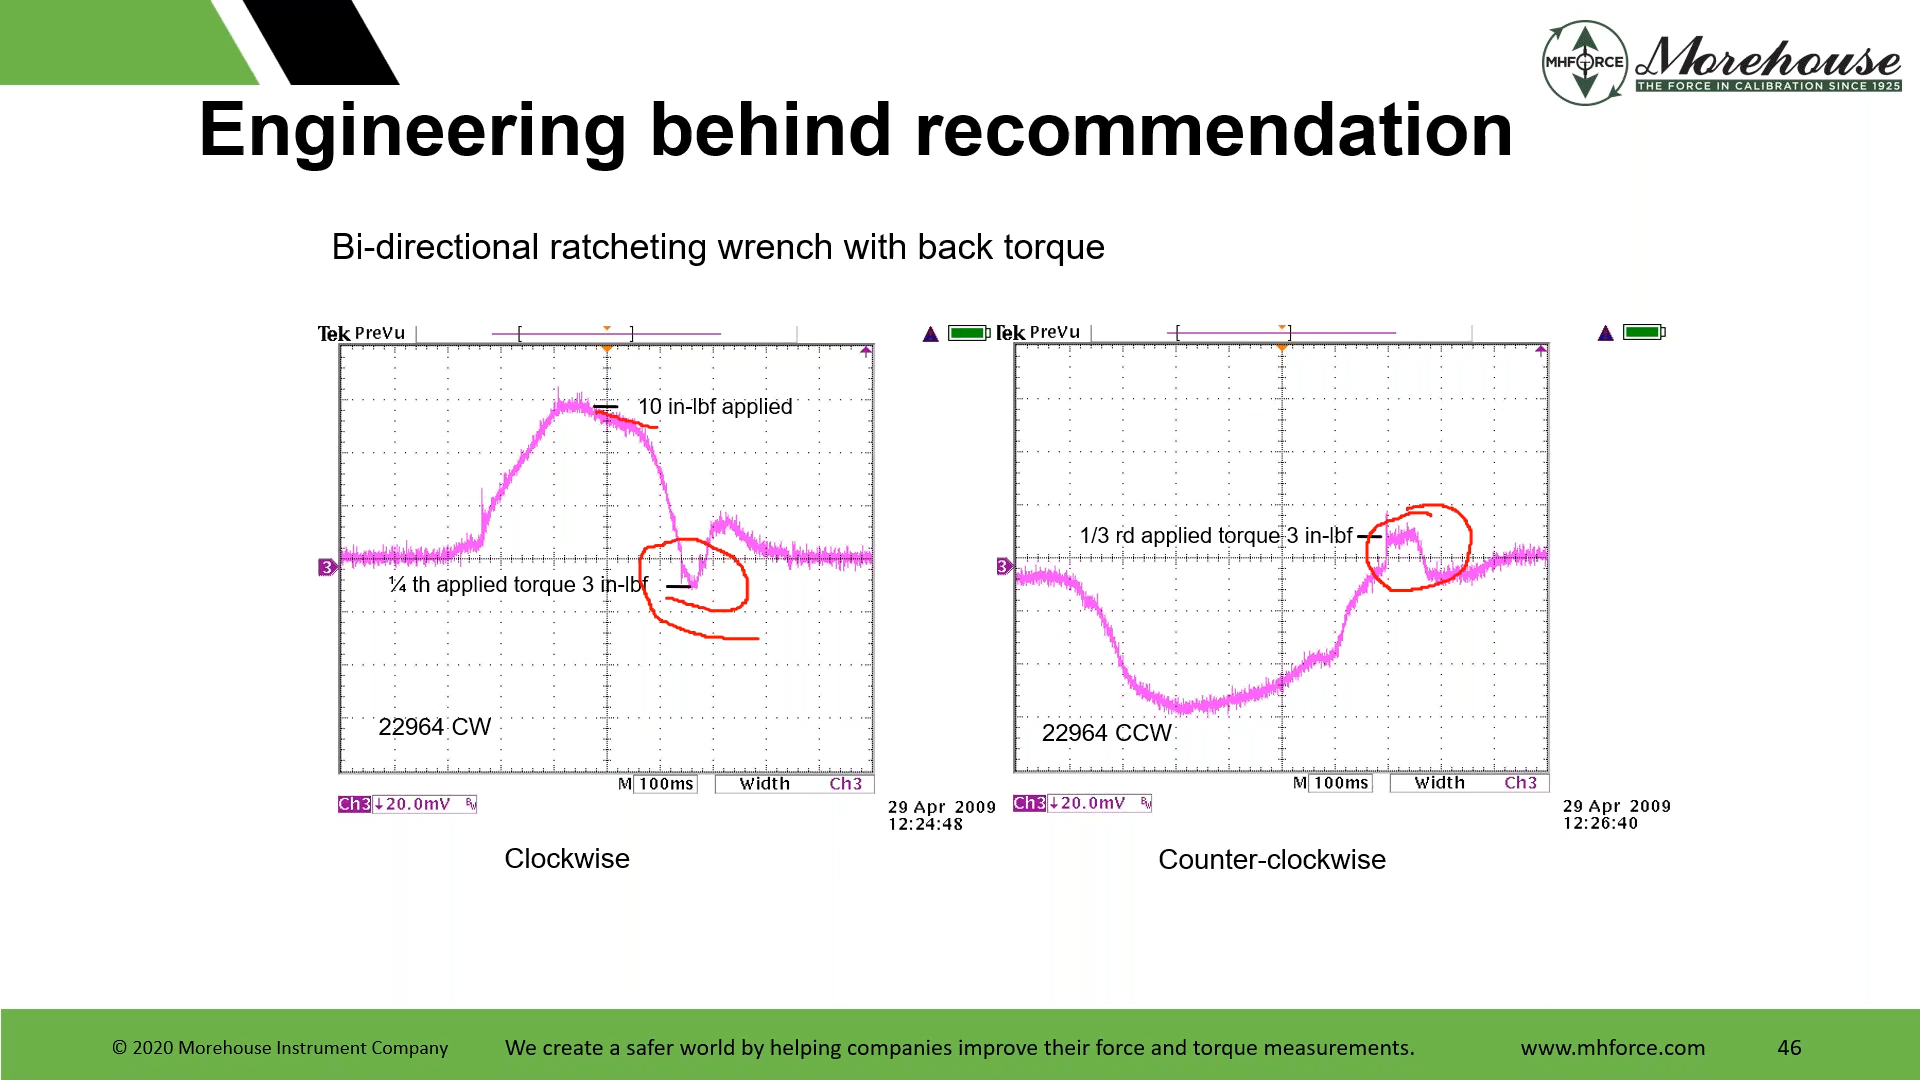 MHFORCE
Morehouse
THE FORCE IN CALIBRATION SINCE 1925
Engineering behind recommendation
Bi-directional ratcheting wrench with back torque
Tek PreVu
10 in-lbf applied
3
¼ th applied torque 3 in-lbf
22964 CW
M 100ms Width Ch3
Ch3 ↓20.0mV BW
29 Apr 2009
12:24:48
Clockwise
Tek PreVu
1/3 rd applied torque 3 in-lbf
3
22964 CCW
M 100ms Width Ch3
Ch3 ↓20.0mV BW
29 Apr 2009
12:26:40
Counter-clockwise
© 2020 Morehouse Instrument Company We create a safer world by helping companies improve their force and torque measurements. www.mhforce.com 46